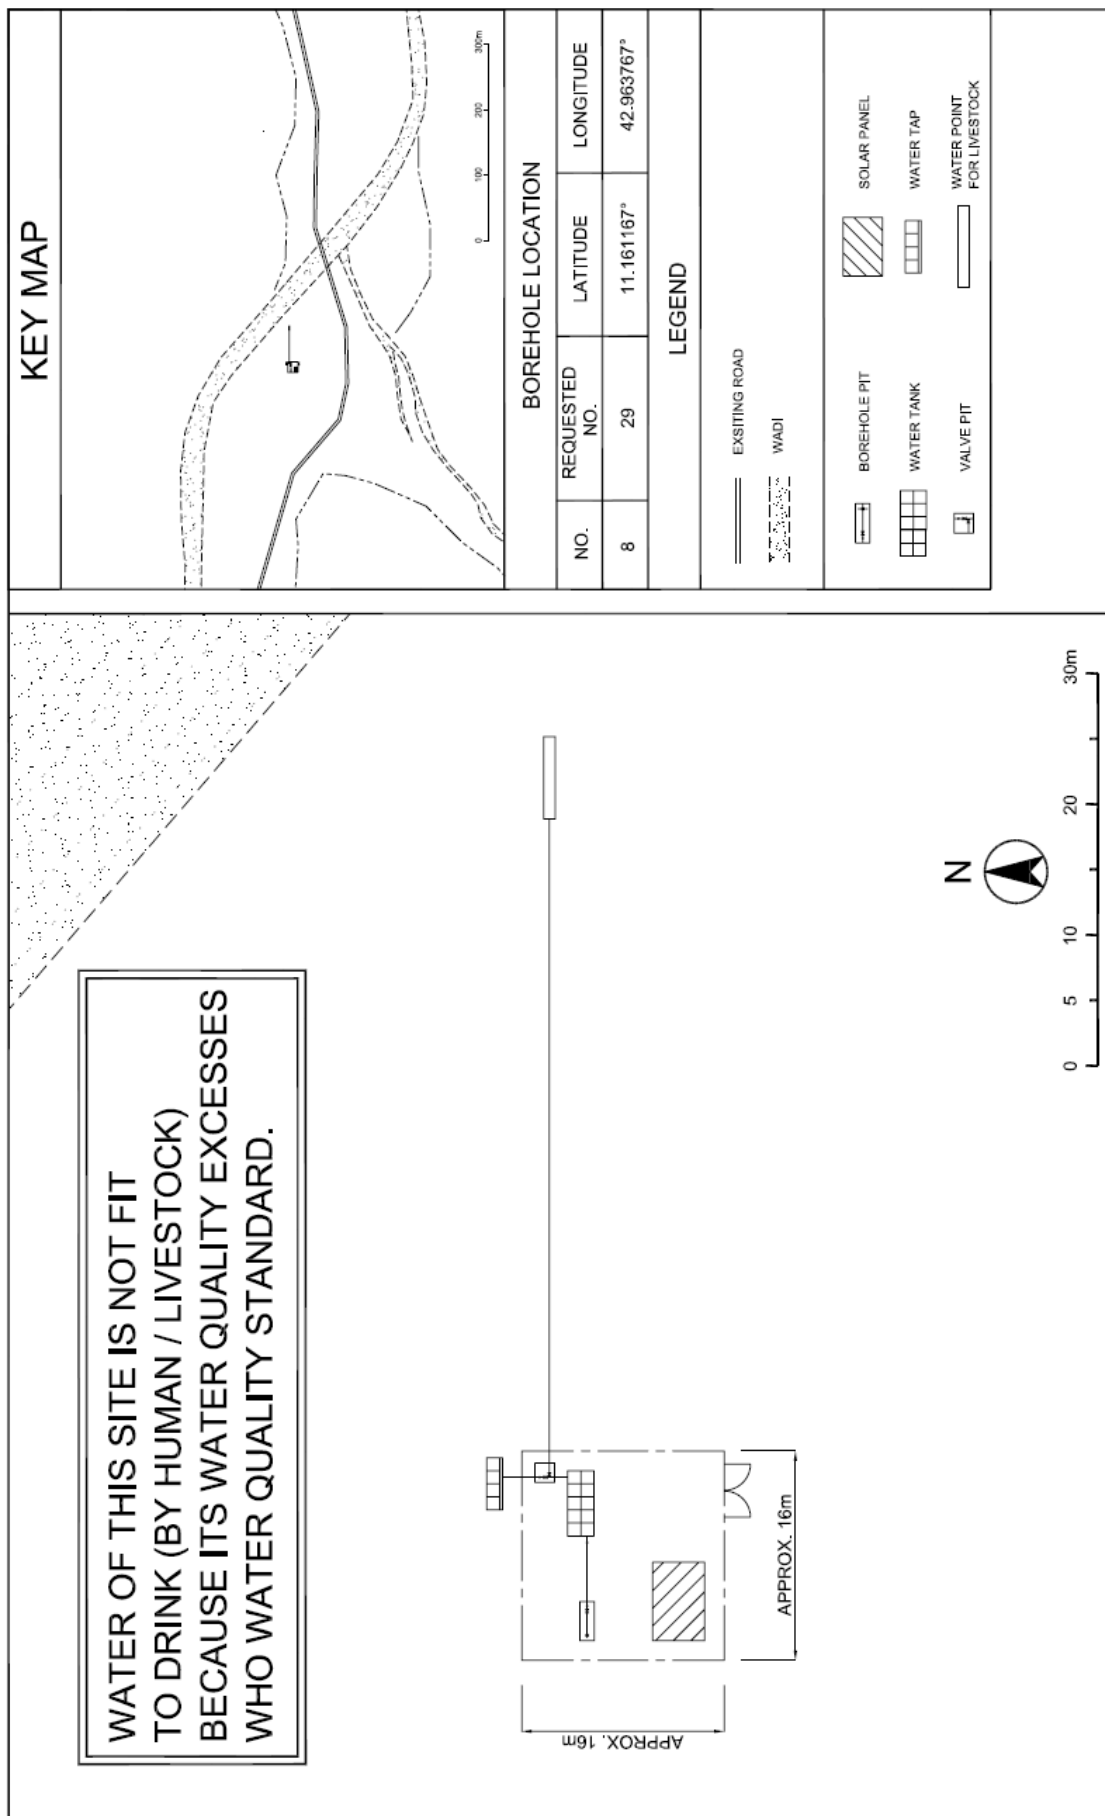 WATER OF THIS SITE IS NOT FIT
TO DRINK (BY HUMAN / LIVESTOCK)
BECAUSE ITS WATER QUALITY EXCESSES
WHO WATER QUALITY STANDARD.
APPROX. 16m
APPROX. 16m
N
0 5 10 20 30m
KEY MAP
0 100 200 300m
BOREHOLE LOCATION
NO. REQUESTED NO. LATITUDE LONGITUDE
8 29 11.161167° 42.963767°
LEGEND
EXSITING ROAD
WADI
BOREHOLE PIT
SOLAR PANEL
WATER TANK
WATER TAP
VALVE PIT
WATER POINT
FOR LIVESTOCK